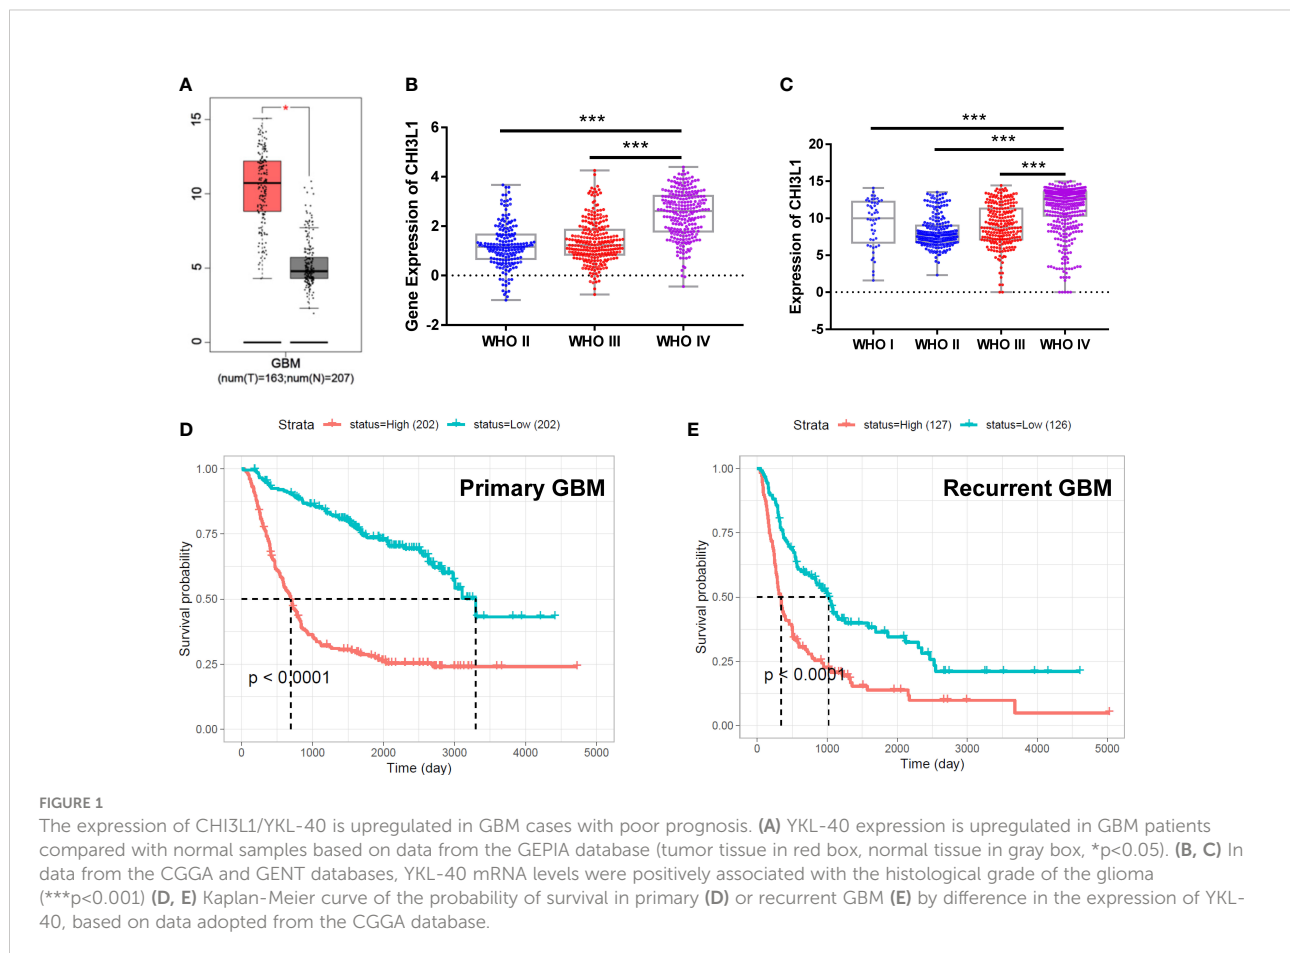 A
B
C
*
15
10
5
0
GBM
(num(T)=163;num(N)=207)
Gene Expression of CHI3L1
6
4
2
0
-2
***
***
WHO II WHO III WHO IV
Expression of CHI3L1
20
15
10
5
0
-5
***
***
***
WHO I WHO II WHO III WHO IV
D
Strata status=High (202) status=Low (202)
Primary GBM
Survival probability
1.00
0.75
0.50
0.25
0.00
p < 0.0001
0 1000 2000 3000 4000 5000
Time (day)
E
Strata status=High (127) status=Low (126)
Recurrent GBM
Survival probability
1.00
0.75
0.50
0.25
0.00
p < 0.0001
0 1000 2000 3000 4000 5000
Time (day)
FIGURE 1
The expression of CHI3L1/YKL-40 is upregulated in GBM cases with poor prognosis. (A) YKL-40 expression is upregulated in GBM patients
compared with normal samples based on data from the GEPIA database (tumor tissue in red box, normal tissue in gray box, *p<0.05). (B, C) In
data from the CGGA and GENT databases, YKL-40 mRNA levels were positively associated with the histological grade of the glioma
(***p<0.001) (D, E) Kaplan-Meier curve of the probability of survival in primary (D) or recurrent GBM (E) by difference in the expression of YKL-
40, based on data adopted from the CGGA database.